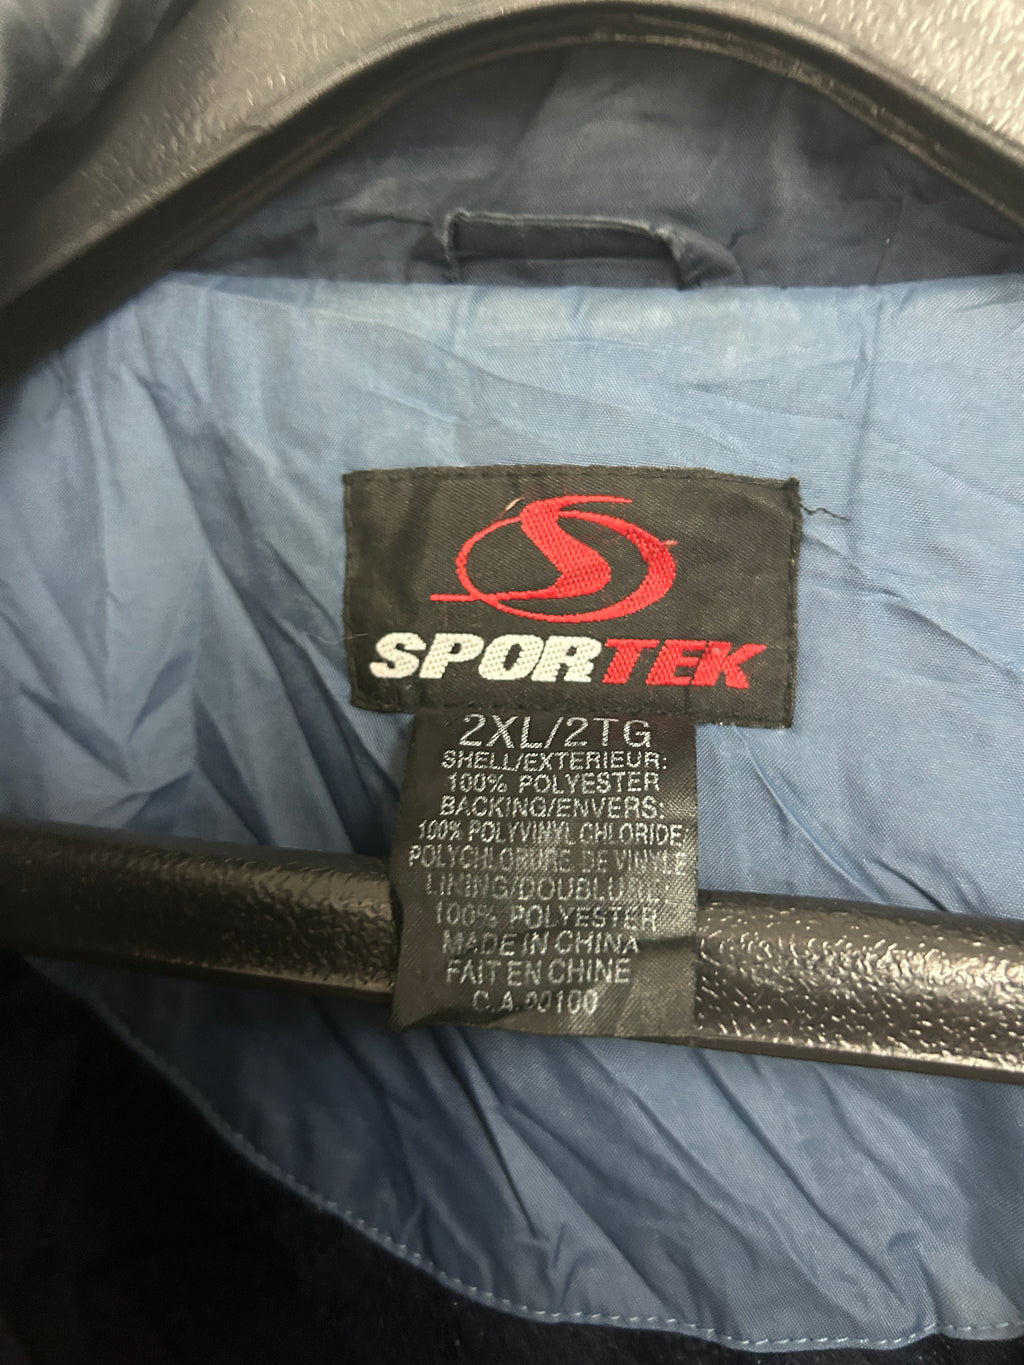 SPORTEK
2XL/2TG
SHELL/EXTERIEUR:
100% POLYESTER
BACKING/ENVERS:
100% POLYVINYL CHLORIDE
POLYCHLORURE DE VINYLE
LINING/DOUBLURE:
100% POLYESTER
MADE IN CHINA
FAIT EN CHINE
C.A.00100